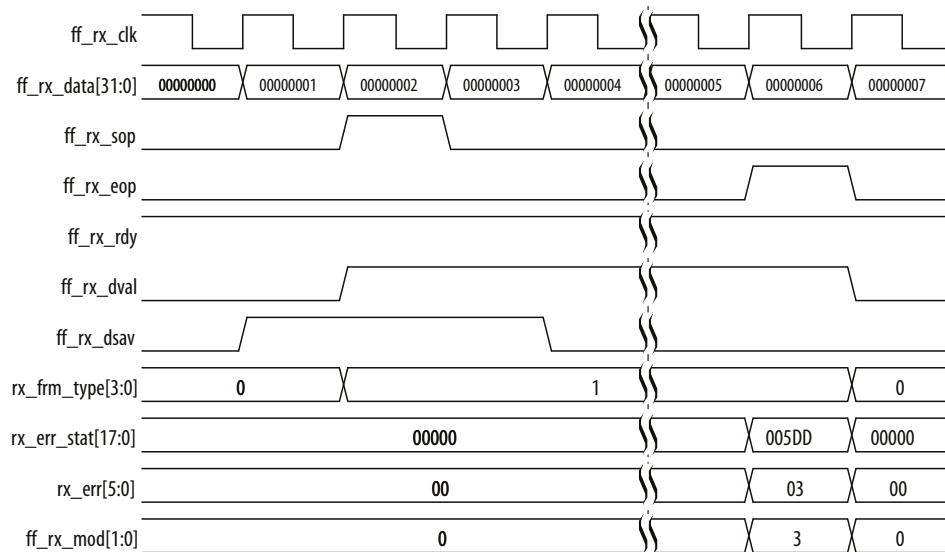 ff_rx_clk
ff_rx_data[31:0] 00000000 00000001 00000002 00000003 00000004 00000005 00000006 00000007
ff_rx_sop
ff_rx_eop
ff_rx_rdy
ff_rx_dval
ff_rx_dsav
rx_frm_type[3:0] 0 1 0
rx_err_stat[17:0] 00000 005DD 00000
rx_err[5:0] 00 03 00
ff_rx_mod[1:0] 0 3 0